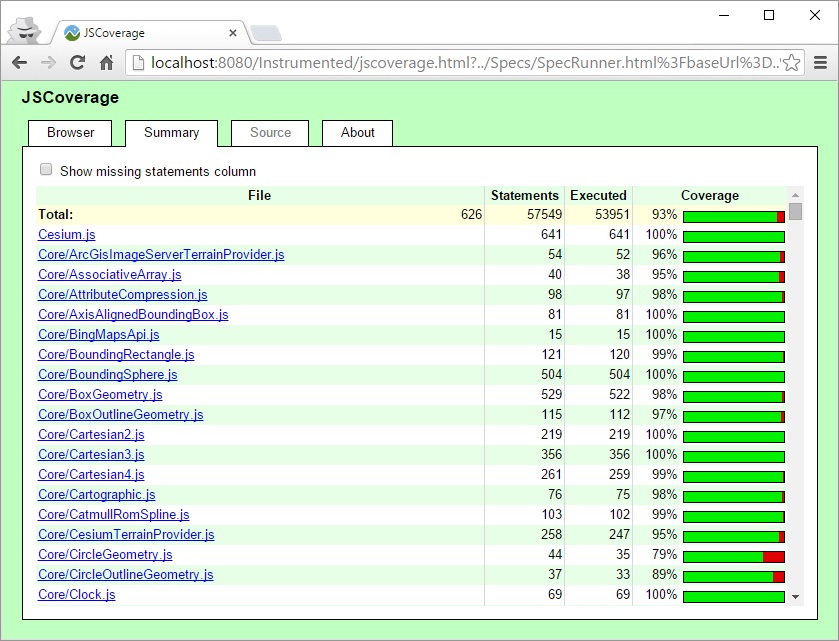 JSCoverage
localhost:8080/Instrumented/jscoverage.html?../Specs/SpecRunner.html%3FbaseUrl%3D..
JSCoverage
Browser Summary Source About
Show missing statements column
File Statements Executed Coverage
Total: 626 57549 53951 93%
Cesium.js 641 641 100%
Core/ArcGisImageServerTerrainProvider.js 54 52 96%
Core/AssociativeArray.js 40 38 95%
Core/AttributeCompression.js 98 97 98%
Core/AxisAlignedBoundingBox.js 81 81 100%
Core/BingMapsApi.js 15 15 100%
Core/BoundingRectangle.js 121 120 99%
Core/BoundingSphere.js 504 504 100%
Core/BoxGeometry.js 529 522 98%
Core/BoxOutlineGeometry.js 115 112 97%
Core/Cartesian2.js 219 219 100%
Core/Cartesian3.js 356 356 100%
Core/Cartesian4.js 261 259 99%
Core/Cartographic.js 76 75 98%
Core/CatmullRomSpline.js 103 102 99%
Core/CesiumTerrainProvider.js 258 247 95%
Core/CircleGeometry.js 44 35 79%
Core/CircleOutlineGeometry.js 37 33 89%
Core/Clock.js 69 69 100%